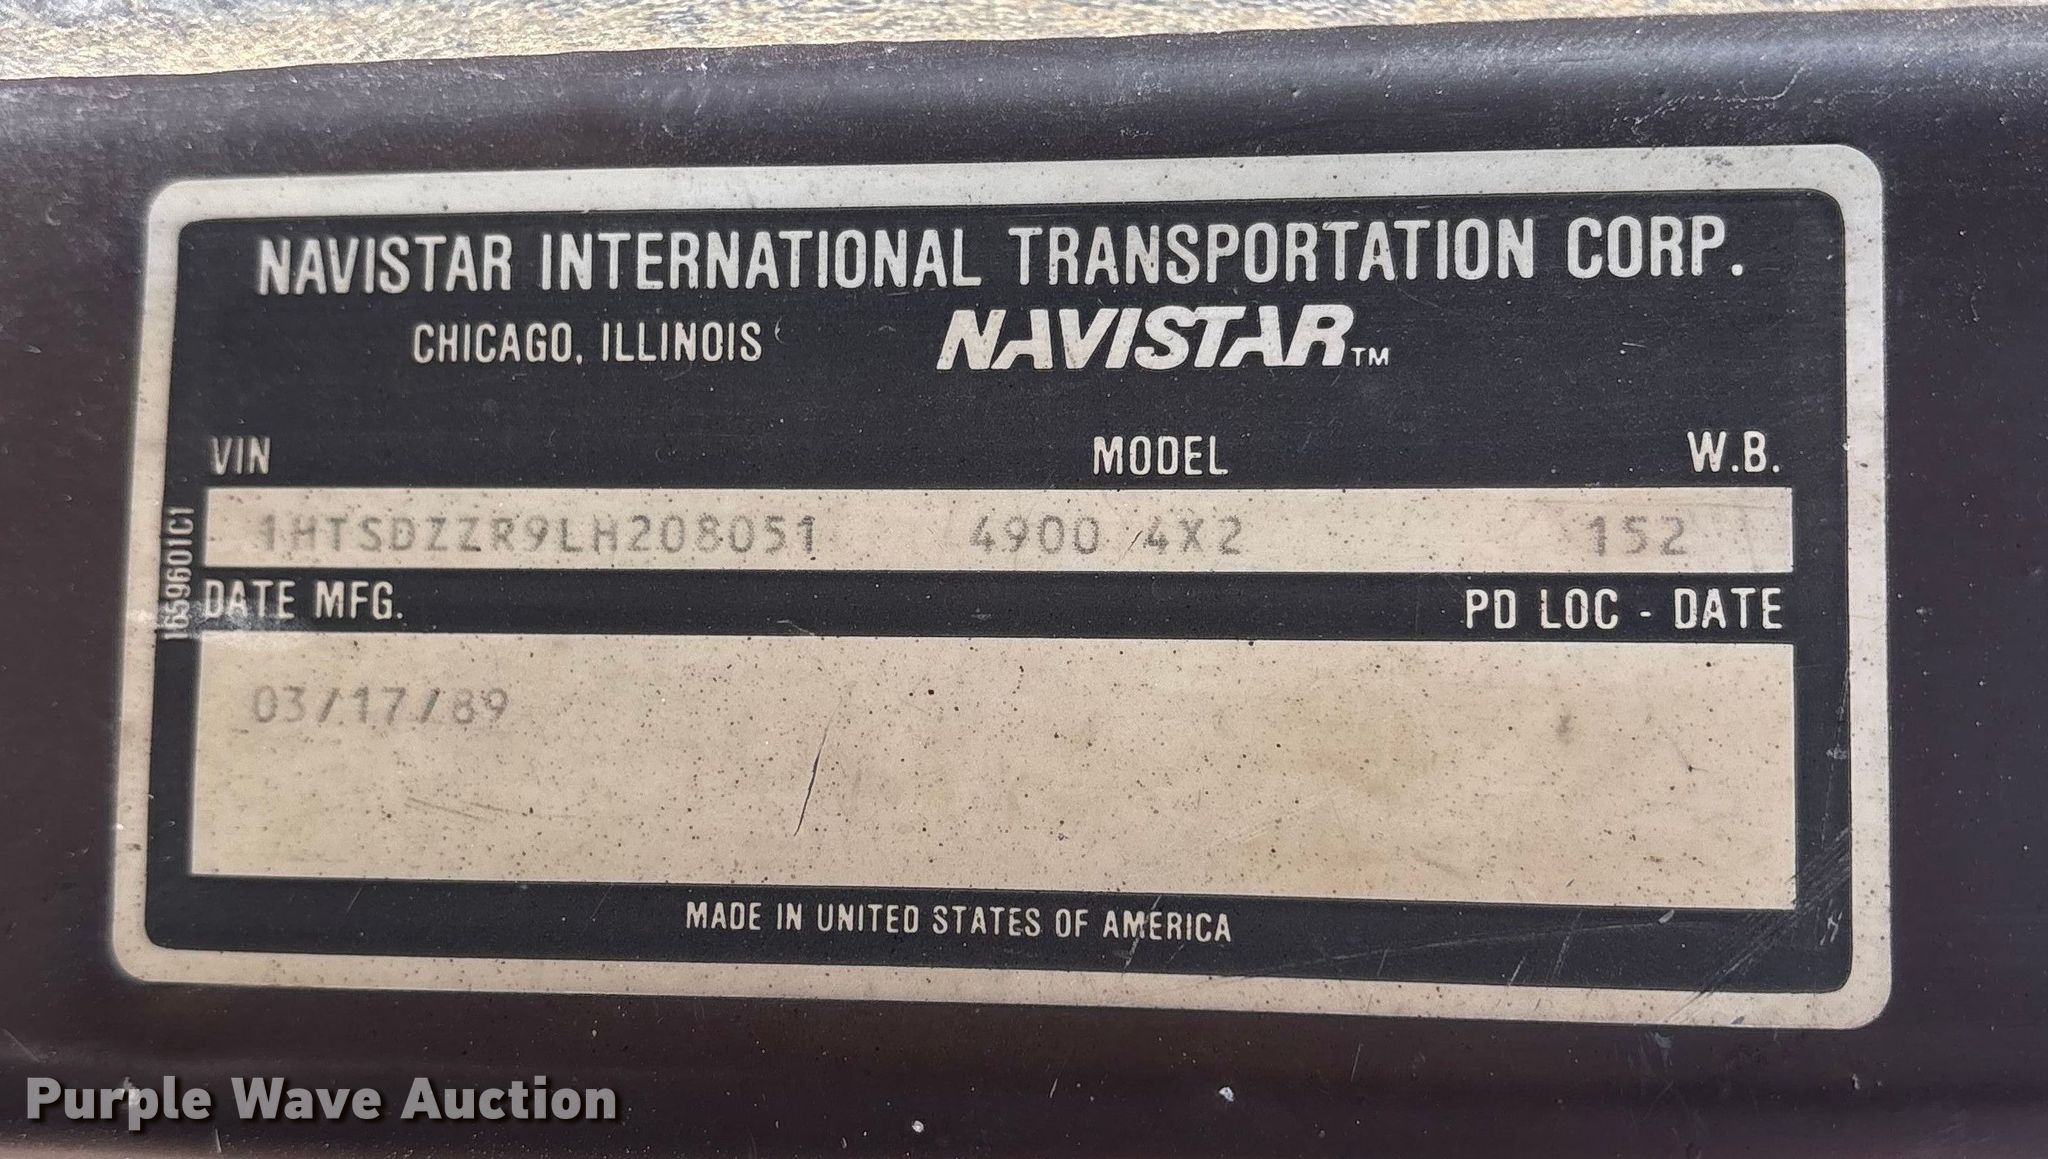 NAVISTAR INTERNATIONAL TRANSPORTATION CORP.
CHICAGO, ILLINOIS NAVISTAR™
VIN MODEL W.B.
1HTSDZZR9LH208051 4900 4X2 152
1659601C1
DATE MFG. PD LOC - DATE
03/17/89
MADE IN UNITED STATES OF AMERICA
Purple Wave Auction